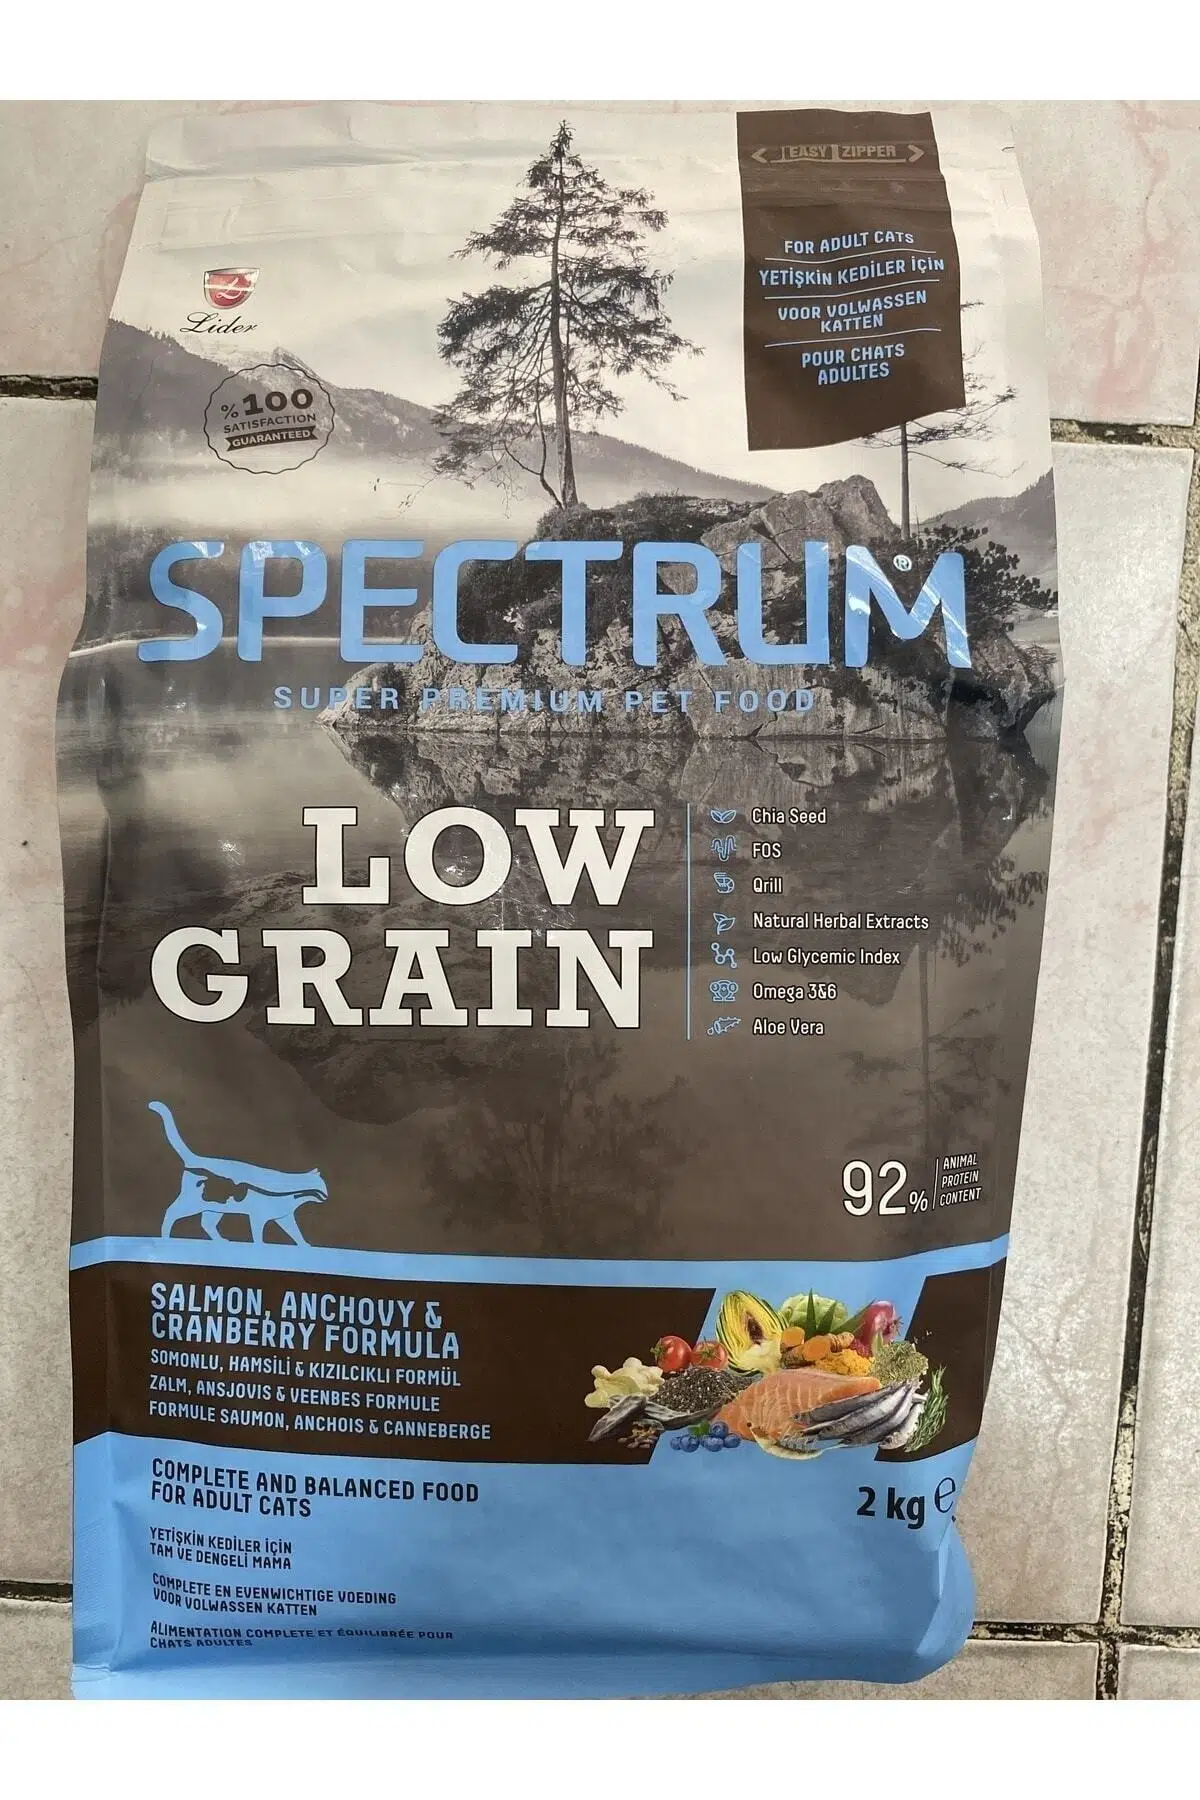 EASY ZIPPER
FOR ADULT CATS
YETİŞKİN KEDİLER İÇİN
VOOR VOLWASSEN
KATTEN
POUR CHATS
ADULTES
L
Lider
%100
SATISFACTION
GUARANTEED
SPECTRUM®
SUPER PREMIUM PET FOOD
LOW
GRAIN
Chia Seed
FOS
Qrill
Natural Herbal Extracts
Low Glycemic Index
Omega 3&6
Aloe Vera
92%
ANIMAL
PROTEIN
CONTENT
SALMON, ANCHOVY &
CRANBERRY FORMULA
SOMONLU, HAMSİLİ & KIZILCIKLI FORMÜL
ZALM, ANSJOVIS & VEENBES FORMULE
FORMULE SAUMON, ANCHOIS & CANNEBERGE
COMPLETE AND BALANCED FOOD
FOR ADULT CATS
2 kg e
YETİŞKİN KEDİLER İÇİN
TAM VE DENGELİ MAMA
COMPLETE EN EVENWICHTIGE VOEDING
VOOR VOLWASSEN KATTEN
ALIMENTATION COMPLETE ET ÉQUILIBRÉE POUR
CHATS ADULTES